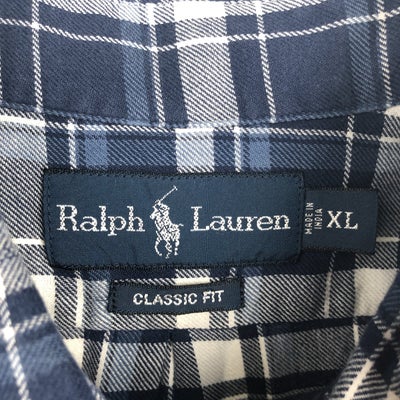 Ralph Lauren
MADE IN INDIA
XL
CLASSIC FIT